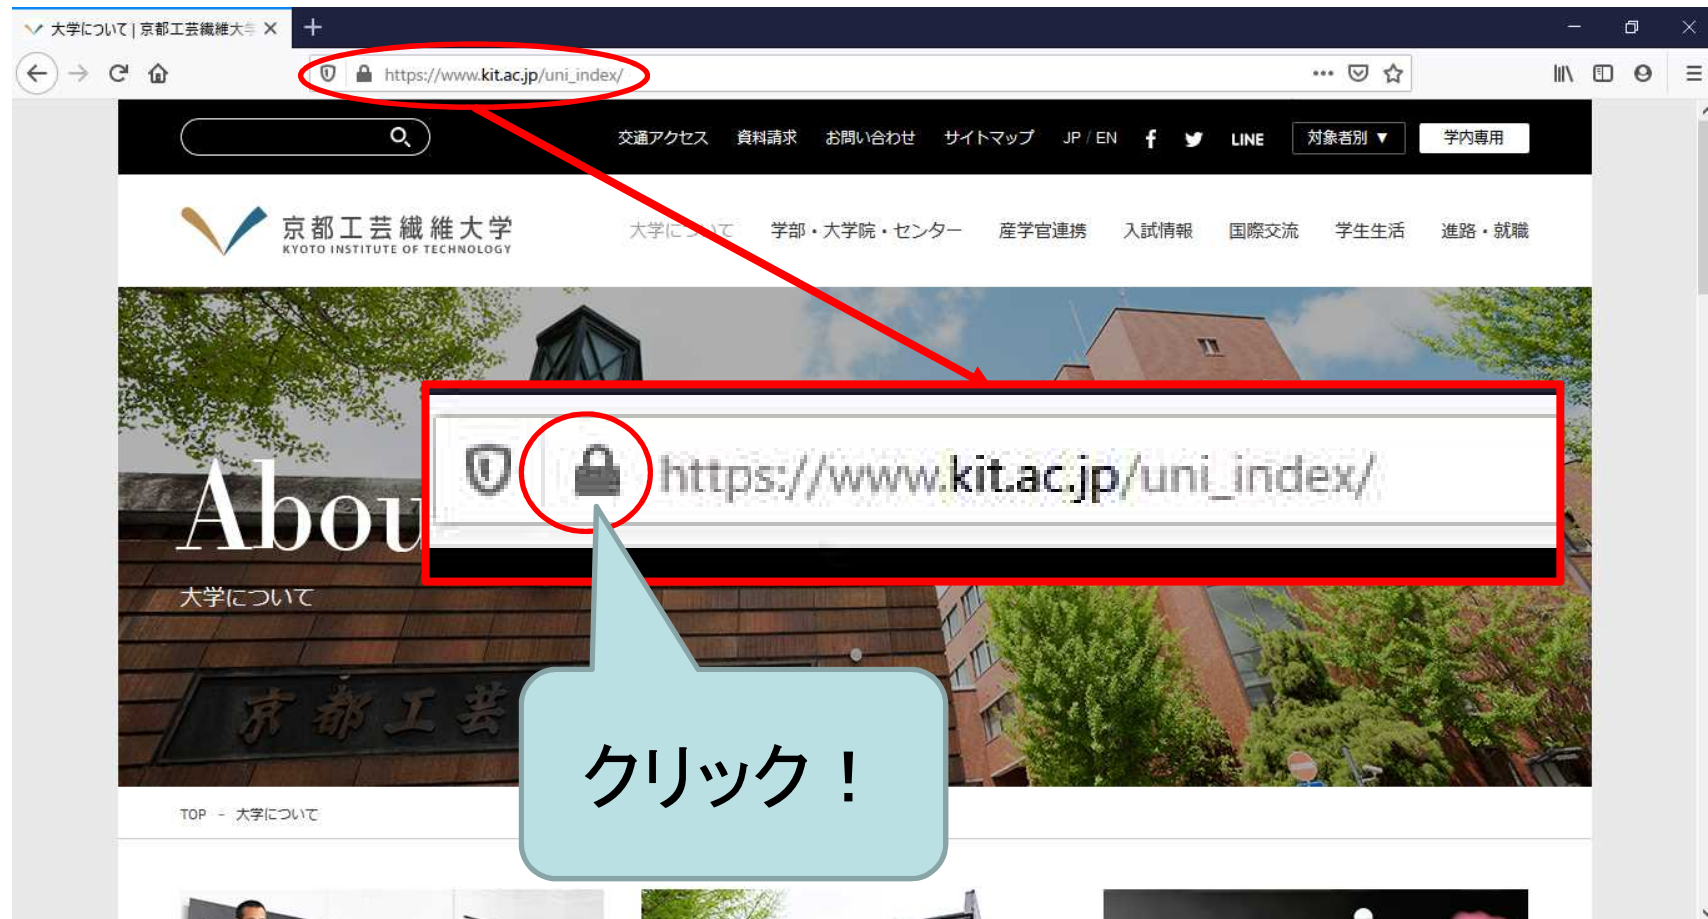 大学について | 京都工芸繊維大学
https://www.kit.ac.jp/uni_index/
交通アクセス 資料請求 お問い合わせ サイトマップ JP / EN f LINE 対象者別 ▼ 学内専用
京都工芸繊維大学
KYOTO INSTITUTE OF TECHNOLOGY
大学について 学部・大学院・センター 産学官連携 入試情報 国際交流 学生生活 進路・就職
https://www.kit.ac.jp/uni_index/
Abou
大学について
京都工芸
クリック！
TOP - 大学について